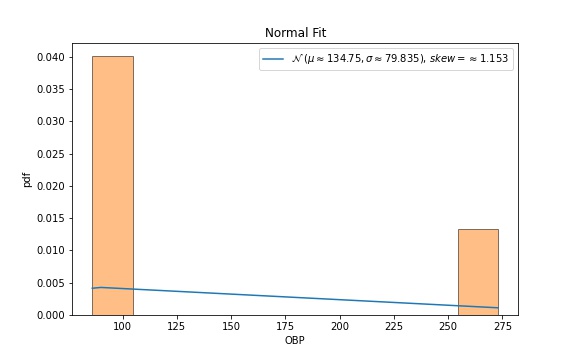 Normal Fit
𝒩 (μ ≈ 134.75, σ ≈ 79.835), skew = ≈ 1.153
0.040
0.035
0.030
0.025
0.020
0.015
0.010
0.005
0.000
pdf
100 125 150 175 200 225 250 275
OBP